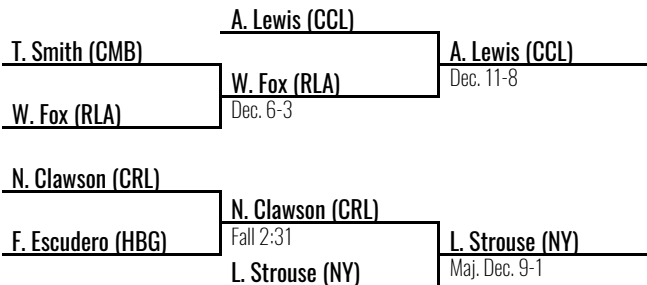 A. Lewis (CCL)
T. Smith (CMB)
A. Lewis (CCL)
Dec. 11-8
W. Fox (RLA)
Dec. 6-3
W. Fox (RLA)
N. Clawson (CRL)
N. Clawson (CRL)
Fall 2:31
F. Escudero (HBG)
L. Strouse (NY)
Maj. Dec. 9-1
L. Strouse (NY)